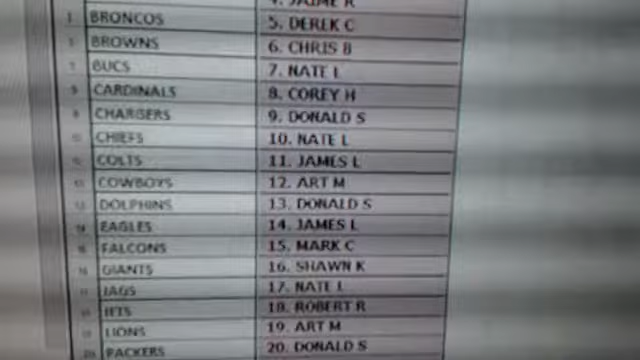 4. JAIME R
BRONCOS 5. DEREK C
BROWNS 6. CHRIS B
BUCS 7. NATE L
CARDINALS 8. COREY H
CHARGERS 9. DONALD S
CHIEFS 10. NATE L
COLTS 11. JAMES L
COWBOYS 12. ART M
DOLPHINS 13. DONALD S
EAGLES 14. JAMES L
FALCONS 15. MARK C
GIANTS 16. SHAWN K
JAGS 17. NATE L
JETS 18. ROBERT R
LIONS 19. ART M
PACKERS 20. DONALD S